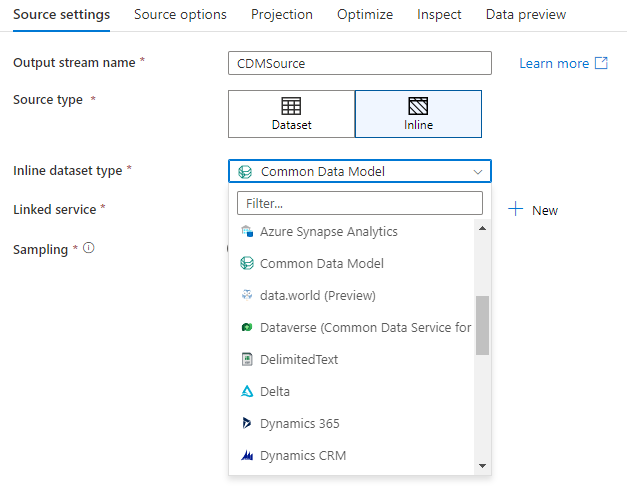 Source settings Source options Projection Optimize Inspect Data preview
Output stream name * CDMSource Learn more
Source type *
Dataset Inline
Inline dataset type * Common Data Model
Filter...
Linked service * New
Azure Synapse Analytics
Sampling *
Common Data Model
data.world (Preview)
Dataverse (Common Data Service for
DelimitedText
Delta
Dynamics 365
Dynamics CRM